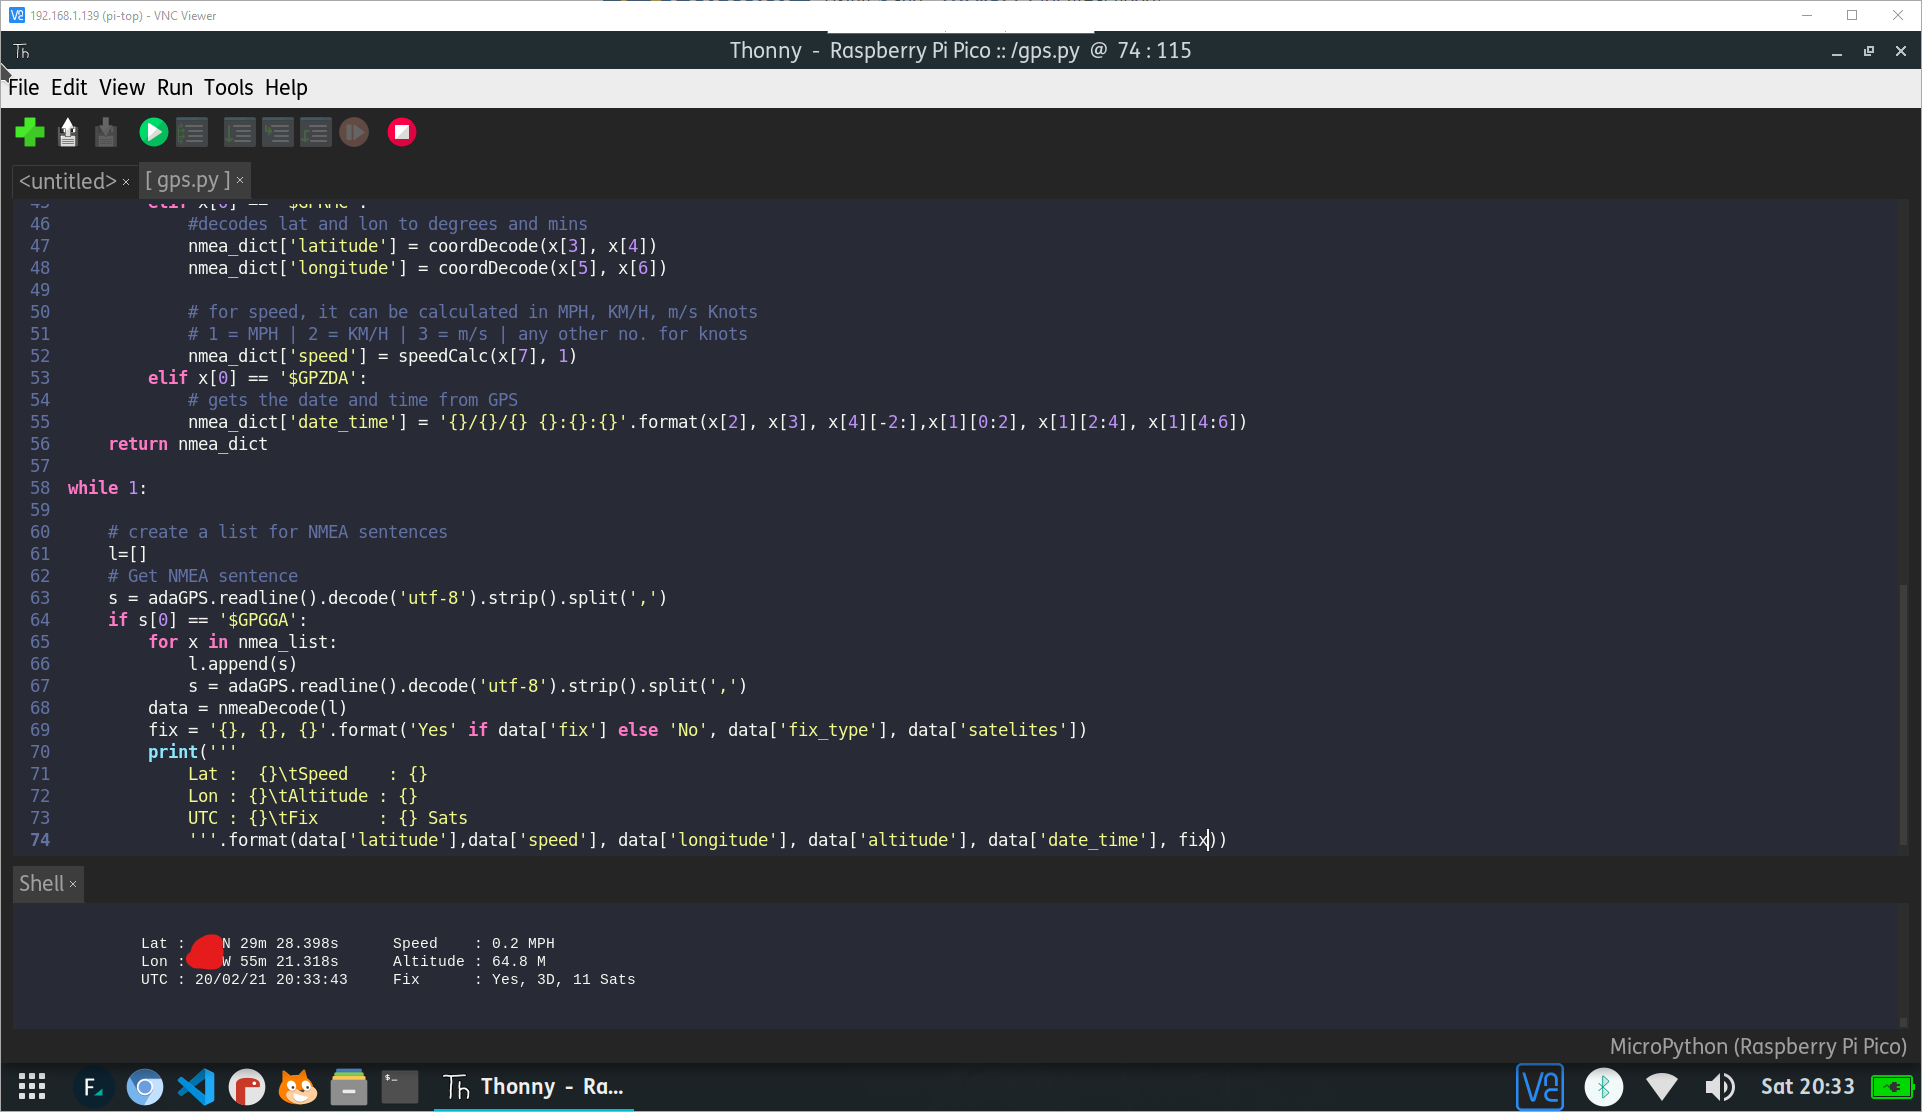 192.168.1.139 (pi-top) - VNC Viewer
Thonny - Raspberry Pi Pico :: /gps.py @ 74 : 115
File Edit View Run Tools Help
<untitled> × [ gps.py ] ×
45         elif x[0] == '$GPRMC':
46             #decodes lat and lon to degrees and mins
47             nmea_dict['latitude'] = coordDecode(x[3], x[4])
48             nmea_dict['longitude'] = coordDecode(x[5], x[6])
49
50             # for speed, it can be calculated in MPH, KM/H, m/s Knots
51             # 1 = MPH | 2 = KM/H | 3 = m/s | any other no. for knots
52             nmea_dict['speed'] = speedCalc(x[7], 1)
53         elif x[0] == '$GPZDA':
54             # gets the date and time from GPS
55             nmea_dict['date_time'] = '{}/{}/{} {}:{}:{}'.format(x[2], x[3], x[4][-2:],x[1][0:2], x[1][2:4], x[1][4:6])
56     return nmea_dict
57
58 while 1:
59
60     # create a list for NMEA sentences
61     l=[]
62     # Get NMEA sentence
63     s = adaGPS.readline().decode('utf-8').strip().split(',')
64     if s[0] == '$GPGGA':
65         for x in nmea_list:
66             l.append(s)
67             s = adaGPS.readline().decode('utf-8').strip().split(',')
68         data = nmeaDecode(l)
69         fix = '{}, {}, {}'.format('Yes' if data['fix'] else 'No', data['fix_type'], data['satelites'])
70         print('''
71             Lat :  {}\tSpeed    : {}
72             Lon : {}\tAltitude : {}
73             UTC : {}\tFix      : {} Sats
74             '''.format(data['latitude'],data['speed'], data['longitude'], data['altitude'], data['date_time'], fix))
Shell ×
Lat : N 29m 28.398s Speed : 0.2 MPH
Lon : W 55m 21.318s Altitude : 64.8 M
UTC : 20/02/21 20:33:43 Fix : Yes, 3D, 11 Sats
MicroPython (Raspberry Pi Pico)
Th Thonny - Ra... Sat 20:33